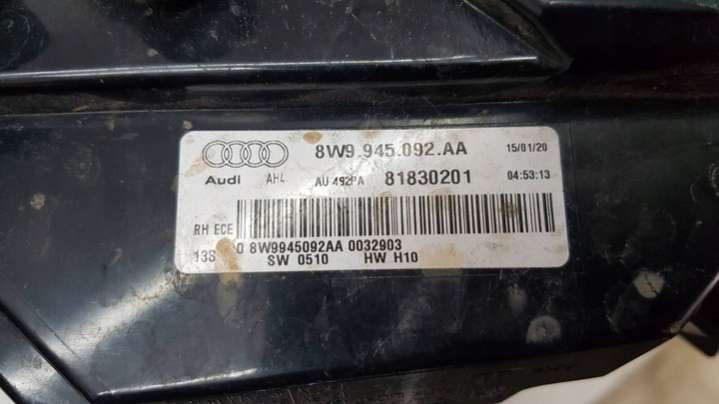 8W9.945.092.AA 15/01/20
Audi AHL AU 492PA 81830201 04:53:13
RH ECE
0 8W9945092AA 0032903
13S SW 0510 HW H10